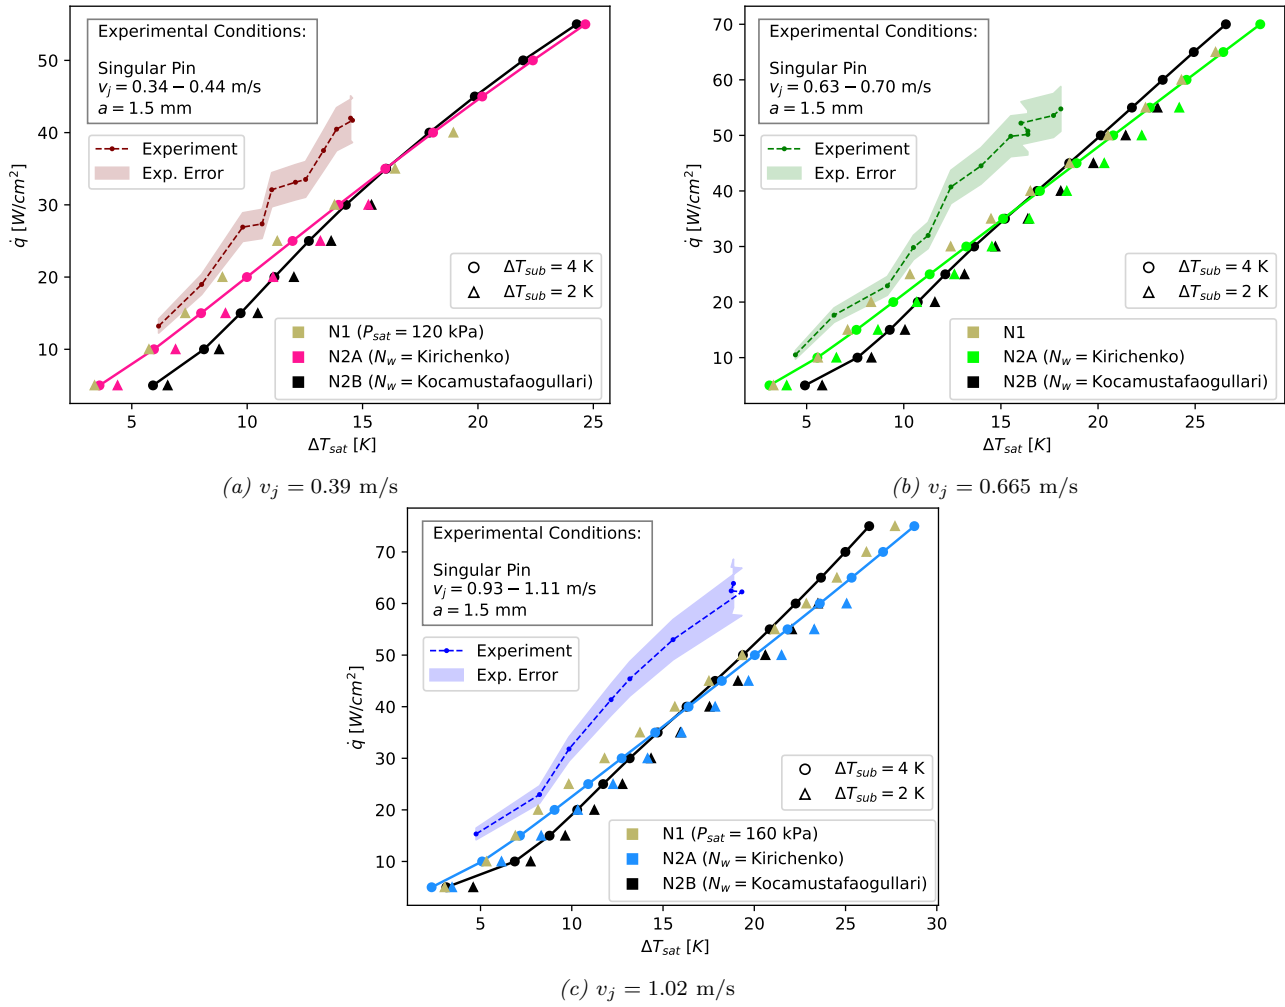 Experimental Conditions:
Singular Pin
v_j = 0.34 − 0.44 m/s
a = 1.5 mm
Experiment
Exp. Error
ΔT_sub = 4 K
ΔT_sub = 2 K
N1 (P_sat = 120 kPa)
N2A (N_w = Kirichenko)
N2B (N_w = Kocamustafaogullari)
q̇ [W/cm²]
50
40
30
20
10
5 10 15 20 25
ΔT_sat [K]
(a) v_j = 0.39 m/s
Experimental Conditions:
Singular Pin
v_j = 0.63 − 0.70 m/s
a = 1.5 mm
Experiment
Exp. Error
ΔT_sub = 4 K
ΔT_sub = 2 K
N1
N2A (N_w = Kirichenko)
N2B (N_w = Kocamustafaogullari)
q̇ [W/cm²]
70
60
50
40
30
20
10
5 10 15 20 25
ΔT_sat [K]
(b) v_j = 0.665 m/s
Experimental Conditions:
Singular Pin
v_j = 0.93 − 1.11 m/s
a = 1.5 mm
Experiment
Exp. Error
ΔT_sub = 4 K
ΔT_sub = 2 K
N1 (P_sat = 160 kPa)
N2A (N_w = Kirichenko)
N2B (N_w = Kocamustafaogullari)
q̇ [W/cm²]
70
60
50
40
30
20
10
5 10 15 20 25 30
ΔT_sat [K]
(c) v_j = 1.02 m/s